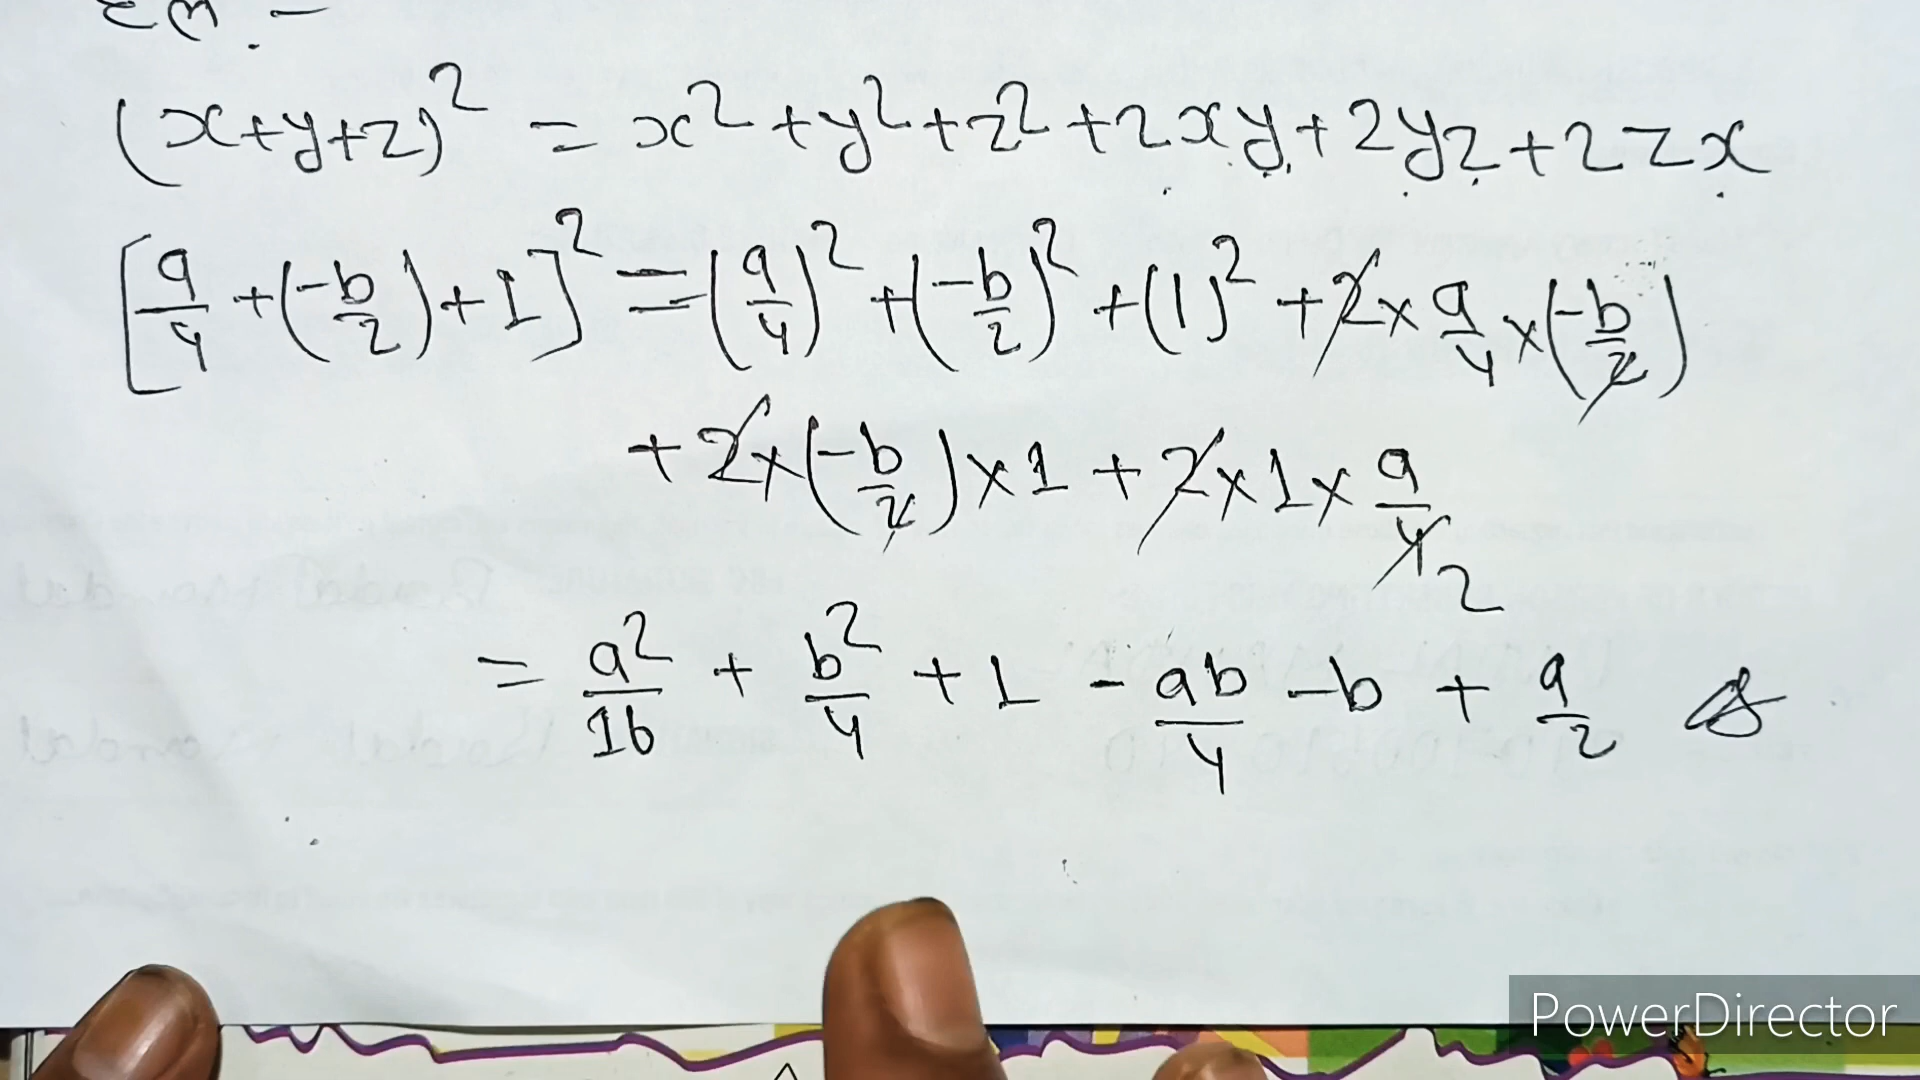 (x+y+z)² = x²+y²+z²+2xy+2yz+2zx
[a/4+(-b/2)+1]² = (a/4)²+(-b/2)²+(1)²+2×a/4×(-b/2)
+2×(-b/2)×1+2×1×a/4 2
= a²/16 + b²/4 + 1 - ab/4 - b + a/2
PowerDirector